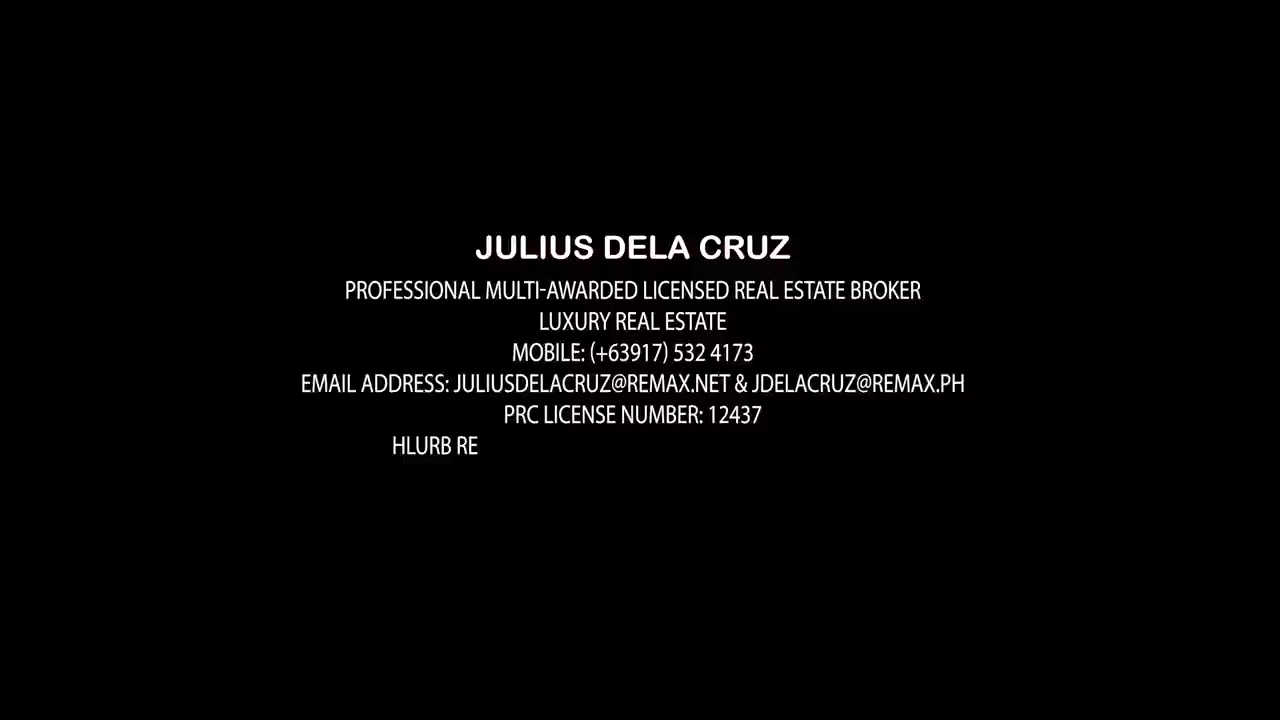 JULIUS DELA CRUZ
PROFESSIONAL MULTI-AWARDED LICENSED REAL ESTATE BROKER
LUXURY REAL ESTATE
MOBILE: (+63917) 532 4173
EMAIL ADDRESS: JULIUSDELACRUZ@REMAX.NET & JDELACRUZ@REMAX.PH
PRC LICENSE NUMBER: 12437
HLURB RE